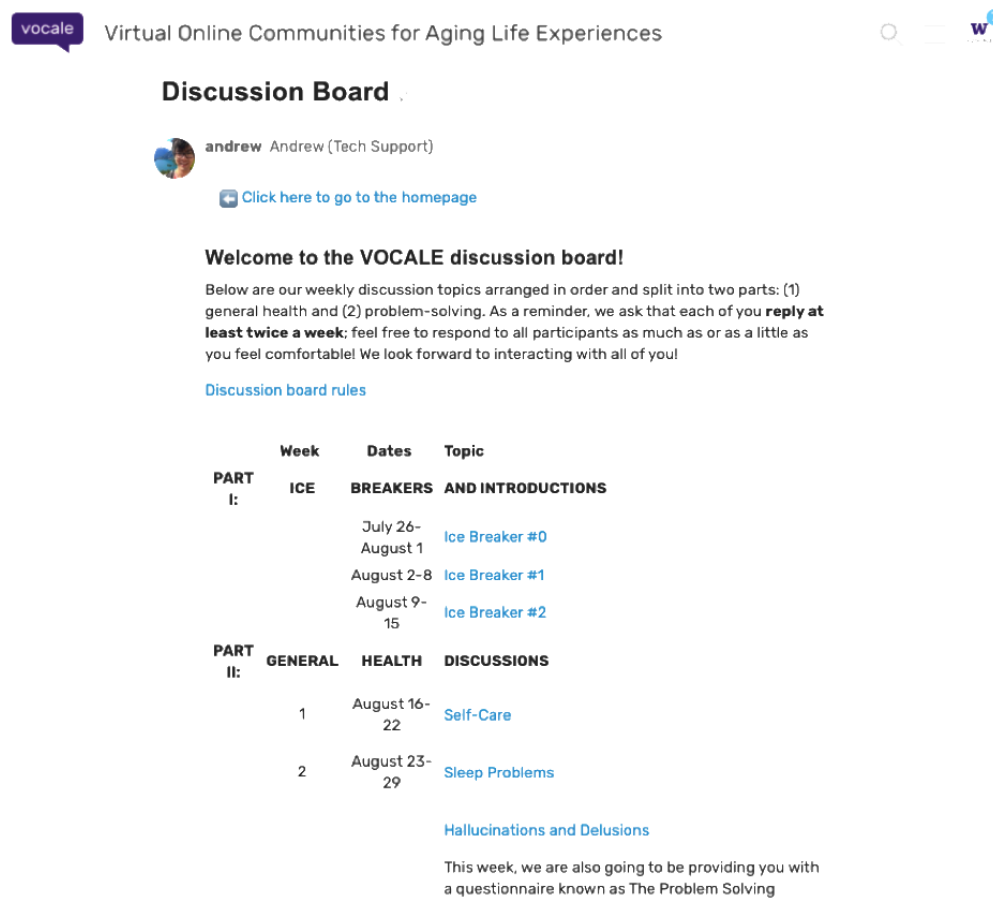 vocale
Virtual Online Communities for Aging Life Experiences
W
Discussion Board
andrew Andrew (Tech Support)
Click here to go to the homepage
Welcome to the VOCALE discussion board!
Below are our weekly discussion topics arranged in order and split into two parts: (1)
general health and (2) problem-solving. As a reminder, we ask that each of you reply at
least twice a week; feel free to respond to all participants as much as or as a little as
you feel comfortable! We look forward to interacting with all of you!
Discussion board rules
Week Dates Topic
PART I: ICE BREAKERS AND INTRODUCTIONS
July 26-August 1 Ice Breaker #0
August 2-8 Ice Breaker #1
August 9-15 Ice Breaker #2
PART II: GENERAL HEALTH DISCUSSIONS
1 August 16-22 Self-Care
2 August 23-29 Sleep Problems
Hallucinations and Delusions
This week, we are also going to be providing you with
a questionnaire known as The Problem Solving